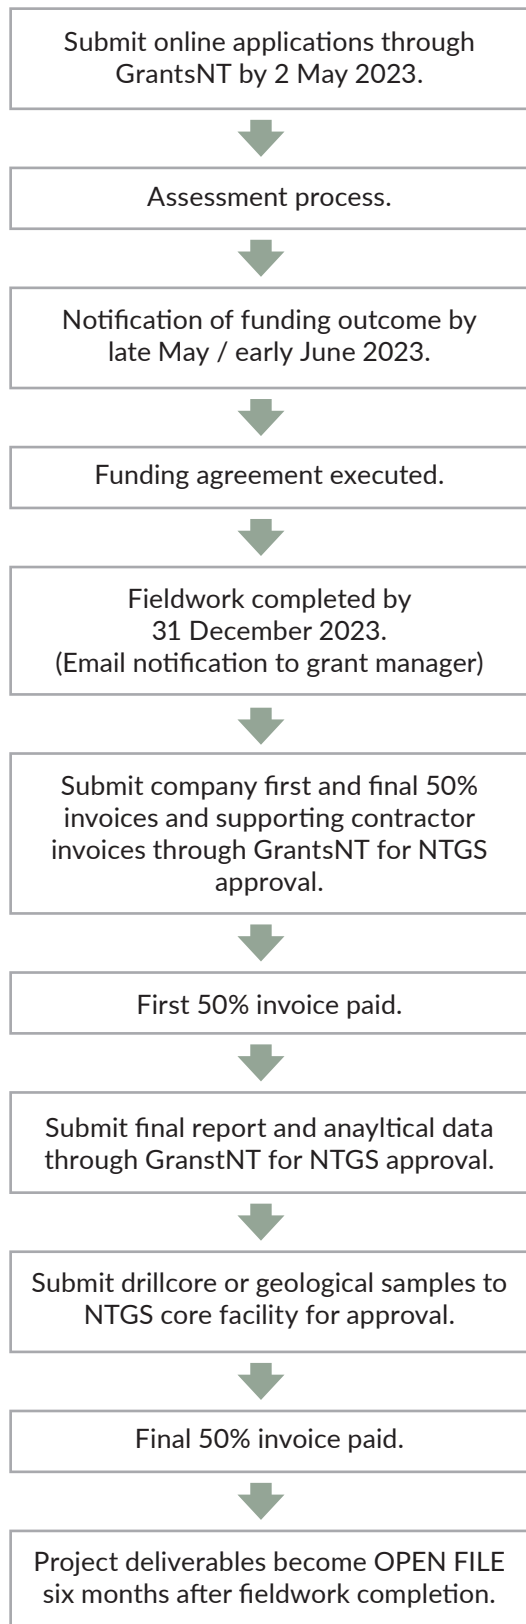 Submit online applications through
GrantsNT by 2 May 2023.
Assessment process.
Notification of funding outcome by
late May / early June 2023.
Funding agreement executed.
Fieldwork completed by
31 December 2023.
(Email notification to grant manager)
Submit company first and final 50%
invoices and supporting contractor
invoices through GrantsNT for NTGS
approval.
First 50% invoice paid.
Submit final report and anayltical data
through GranstNT for NTGS approval.
Submit drillcore or geological samples to
NTGS core facility for approval.
Final 50% invoice paid.
Project deliverables become OPEN FILE
six months after fieldwork completion.